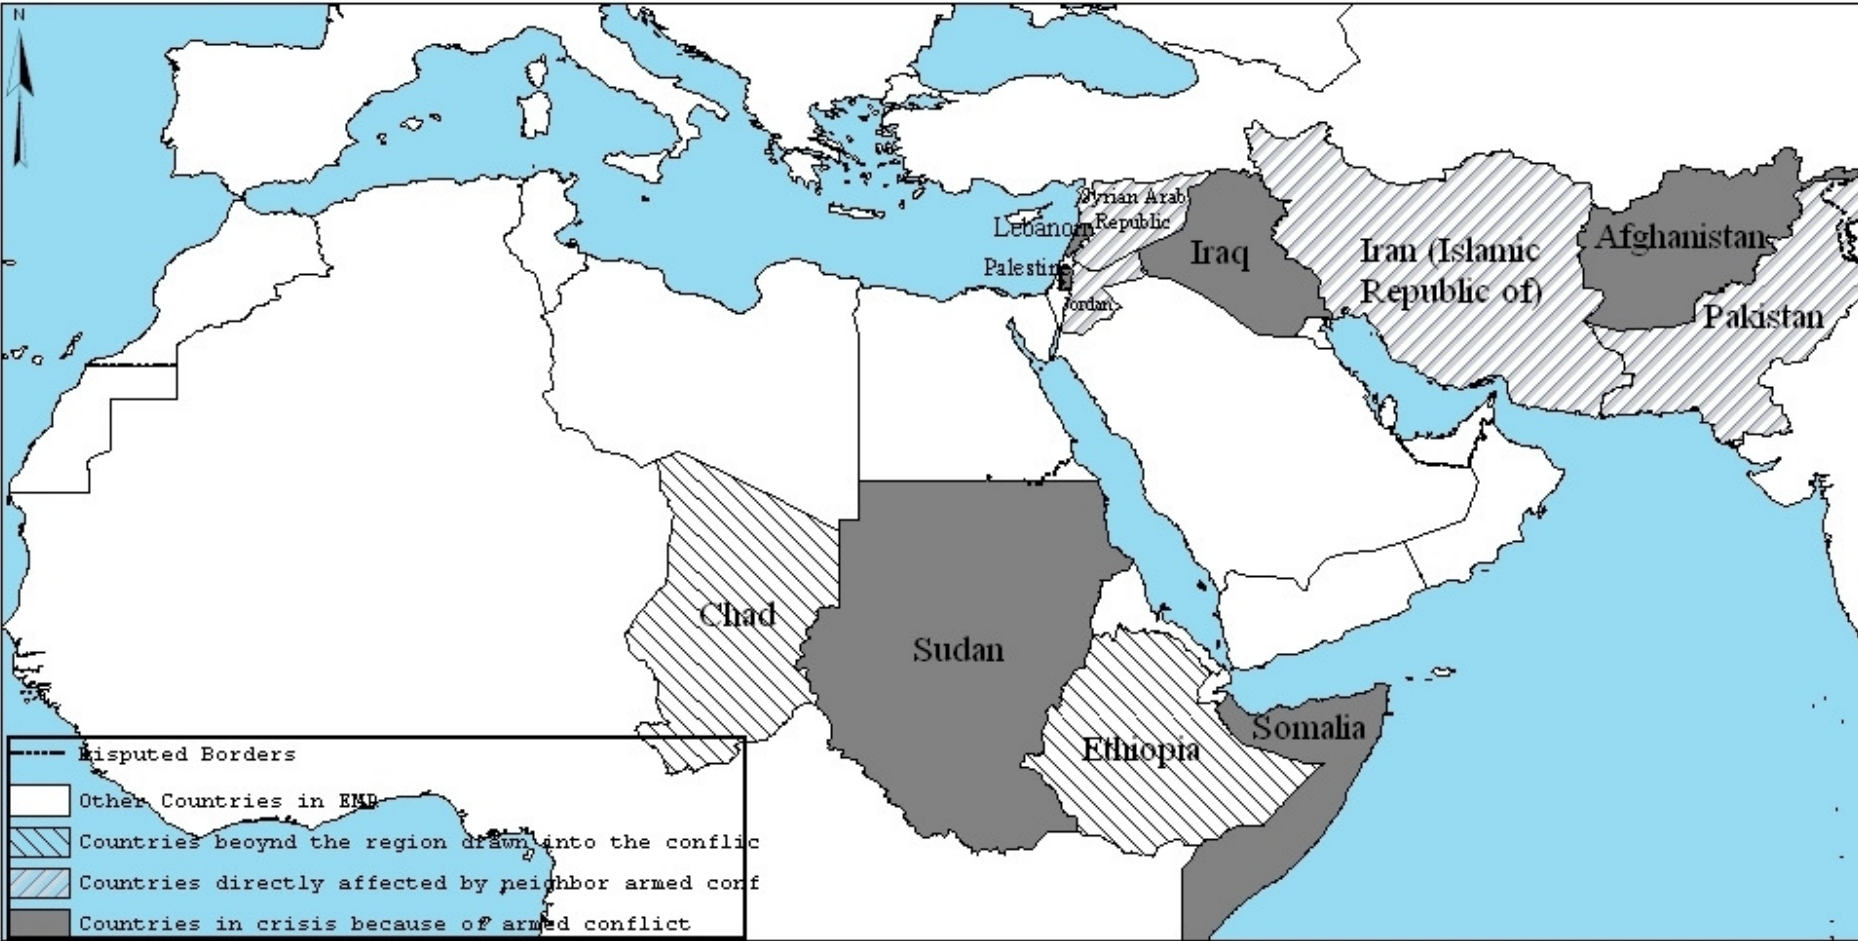 N
Syrian Arab
Republic
Lebanon
Palestine
Jordan
Iraq
Iran (Islamic
Republic of)
Afghanistan
Pakistan
Chad
Sudan
Ethiopia
Somalia
Disputed Borders
Other Countries in EMR
Countries beoynd the region drawn into the conflic
Countries directly affected by neighbor armed conf
Countries in crisis because of armed conflict